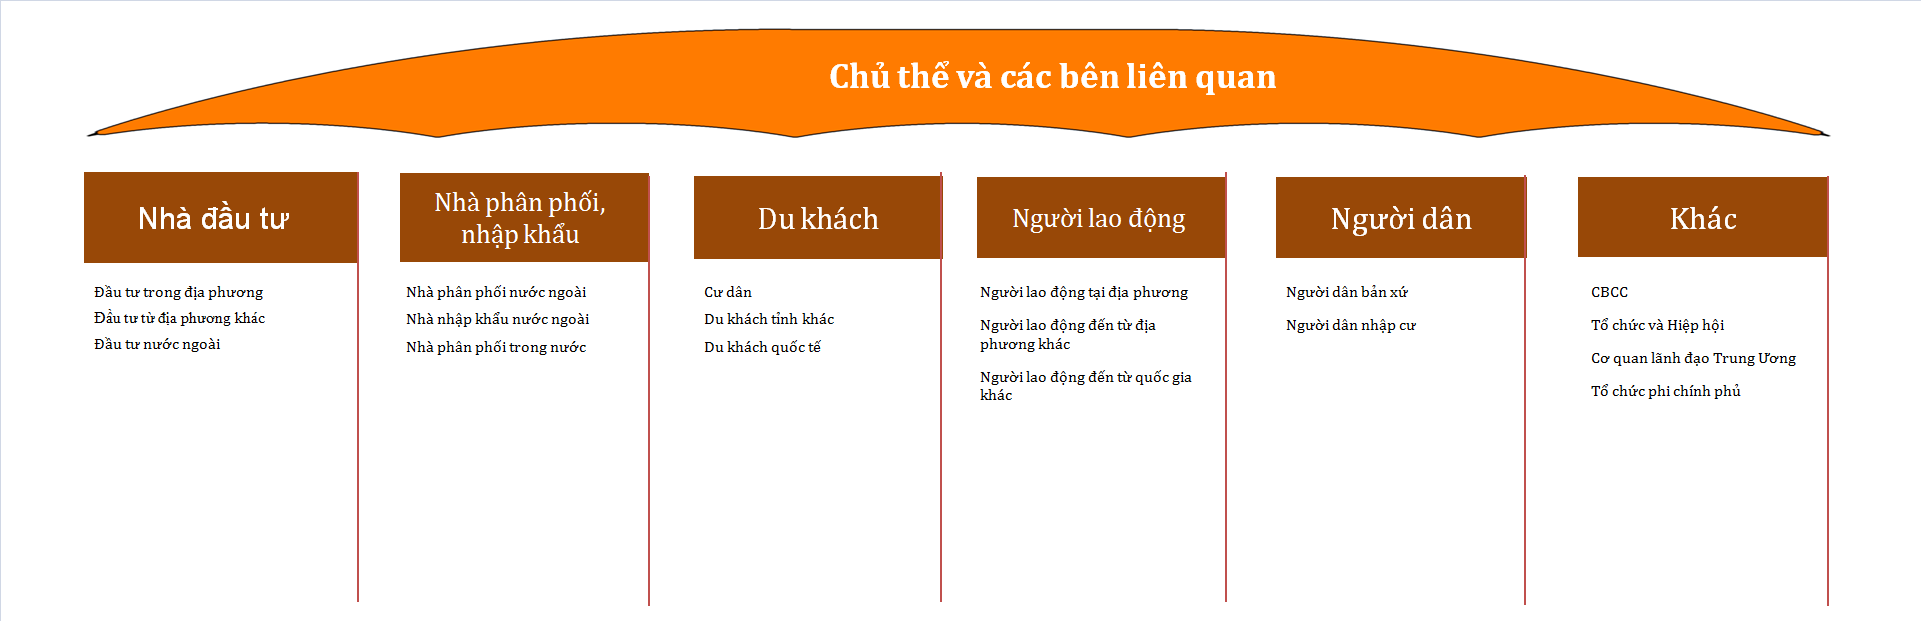 Chủ thể và các bên liên quan
Nhà đầu tư
Đầu tư trong địa phương
Đầu tư từ địa phương khác
Đầu tư nước ngoài
Nhà phân phối,
nhập khẩu
Nhà phân phối nước ngoài
Nhà nhập khẩu nước ngoài
Nhà phân phối trong nước
Du khách
Cư dân
Du khách tỉnh khác
Du khách quốc tế
Người lao động
Người lao động tại địa phương
Người lao động đến từ địa
phương khác
Người lao động đến từ quốc gia
khác
Người dân
Người dân bản xứ
Người dân nhập cư
Khác
CBCC
Tổ chức và Hiệp hội
Cơ quan lãnh đạo Trung Ương
Tổ chức phi chính phủ